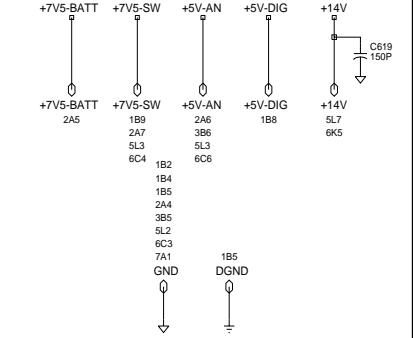 +7V5-BATT +7V5-SW +5V-AN +5V-DIG +14V
C619
150P
+7V5-BATT +7V5-SW +5V-AN +5V-DIG +14V
2A5 1B9 2A6 1B8 5L7
2A7 3B6 6K5
5L3 5L3
6C4 6C6
1B2
1B4
1B5
2A4
3B5
5L2
6C3
7A1 1B5
GND DGND